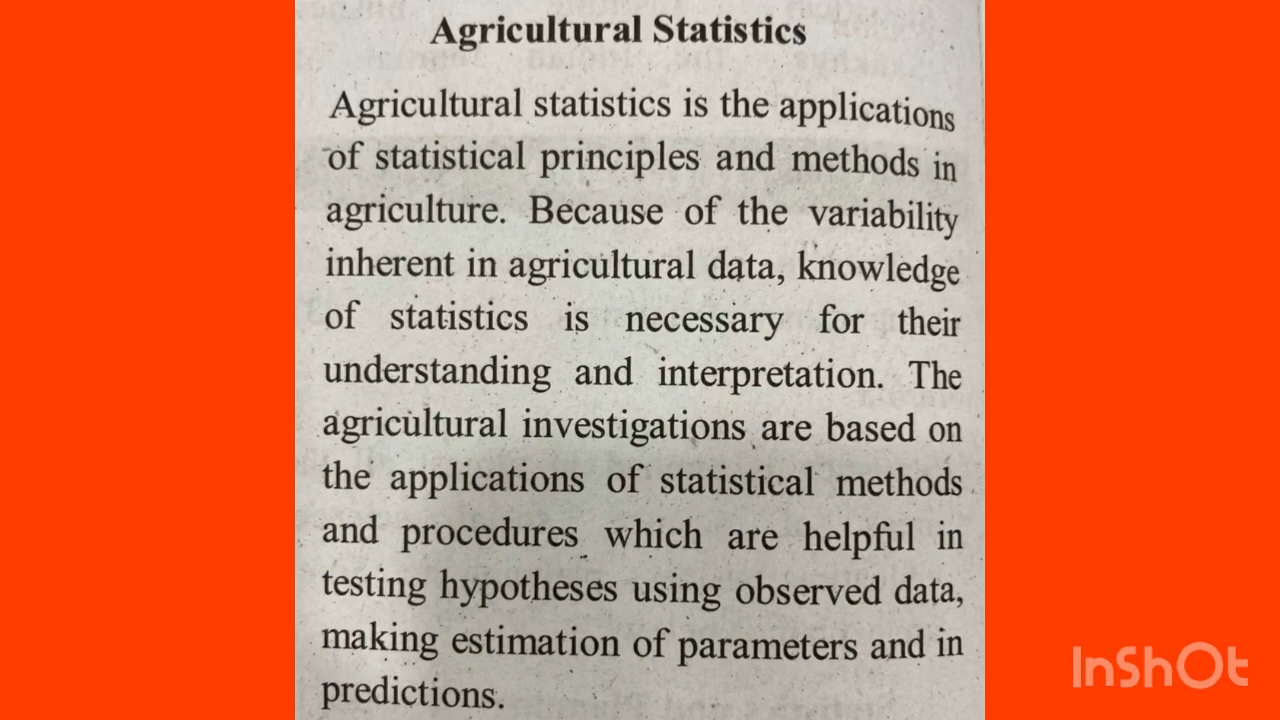 Agricultural Statistics
Agricultural statistics is the applications
of statistical principles and methods in
agriculture. Because of the variability
inherent in agricultural data, knowledge
of statistics is necessary for their
understanding and interpretation. The
agricultural investigations are based on
the applications of statistical methods
and procedures which are helpful in
testing hypotheses using observed data,
making estimation of parameters and in
predictions.
InShOt